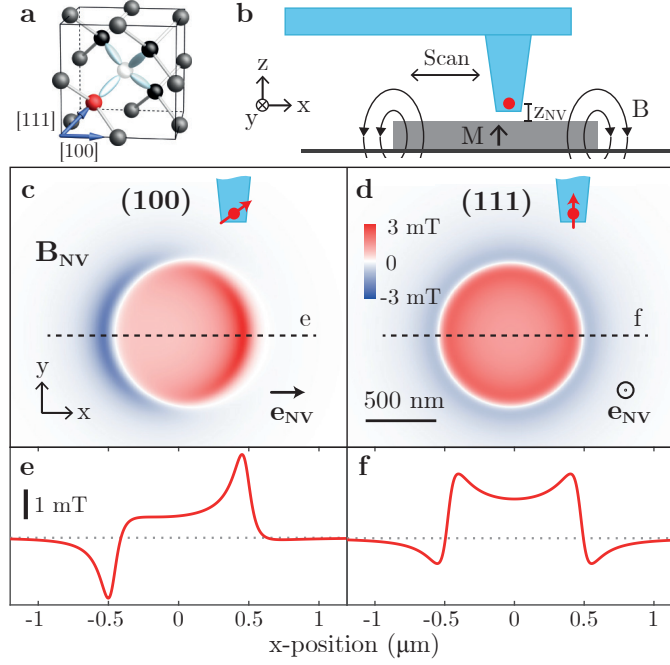 a
[111]
[100]
b
z
y
x
Scan
z_NV
B
M
c
(100)
B_NV
e
y
x
e_NV
d
(111)
3 mT
0
-3 mT
f
500 nm
e_NV
e
1 mT
f
-1 -0.5 0 0.5 1 -1 -0.5 0 0.5 1
x-position (μm)